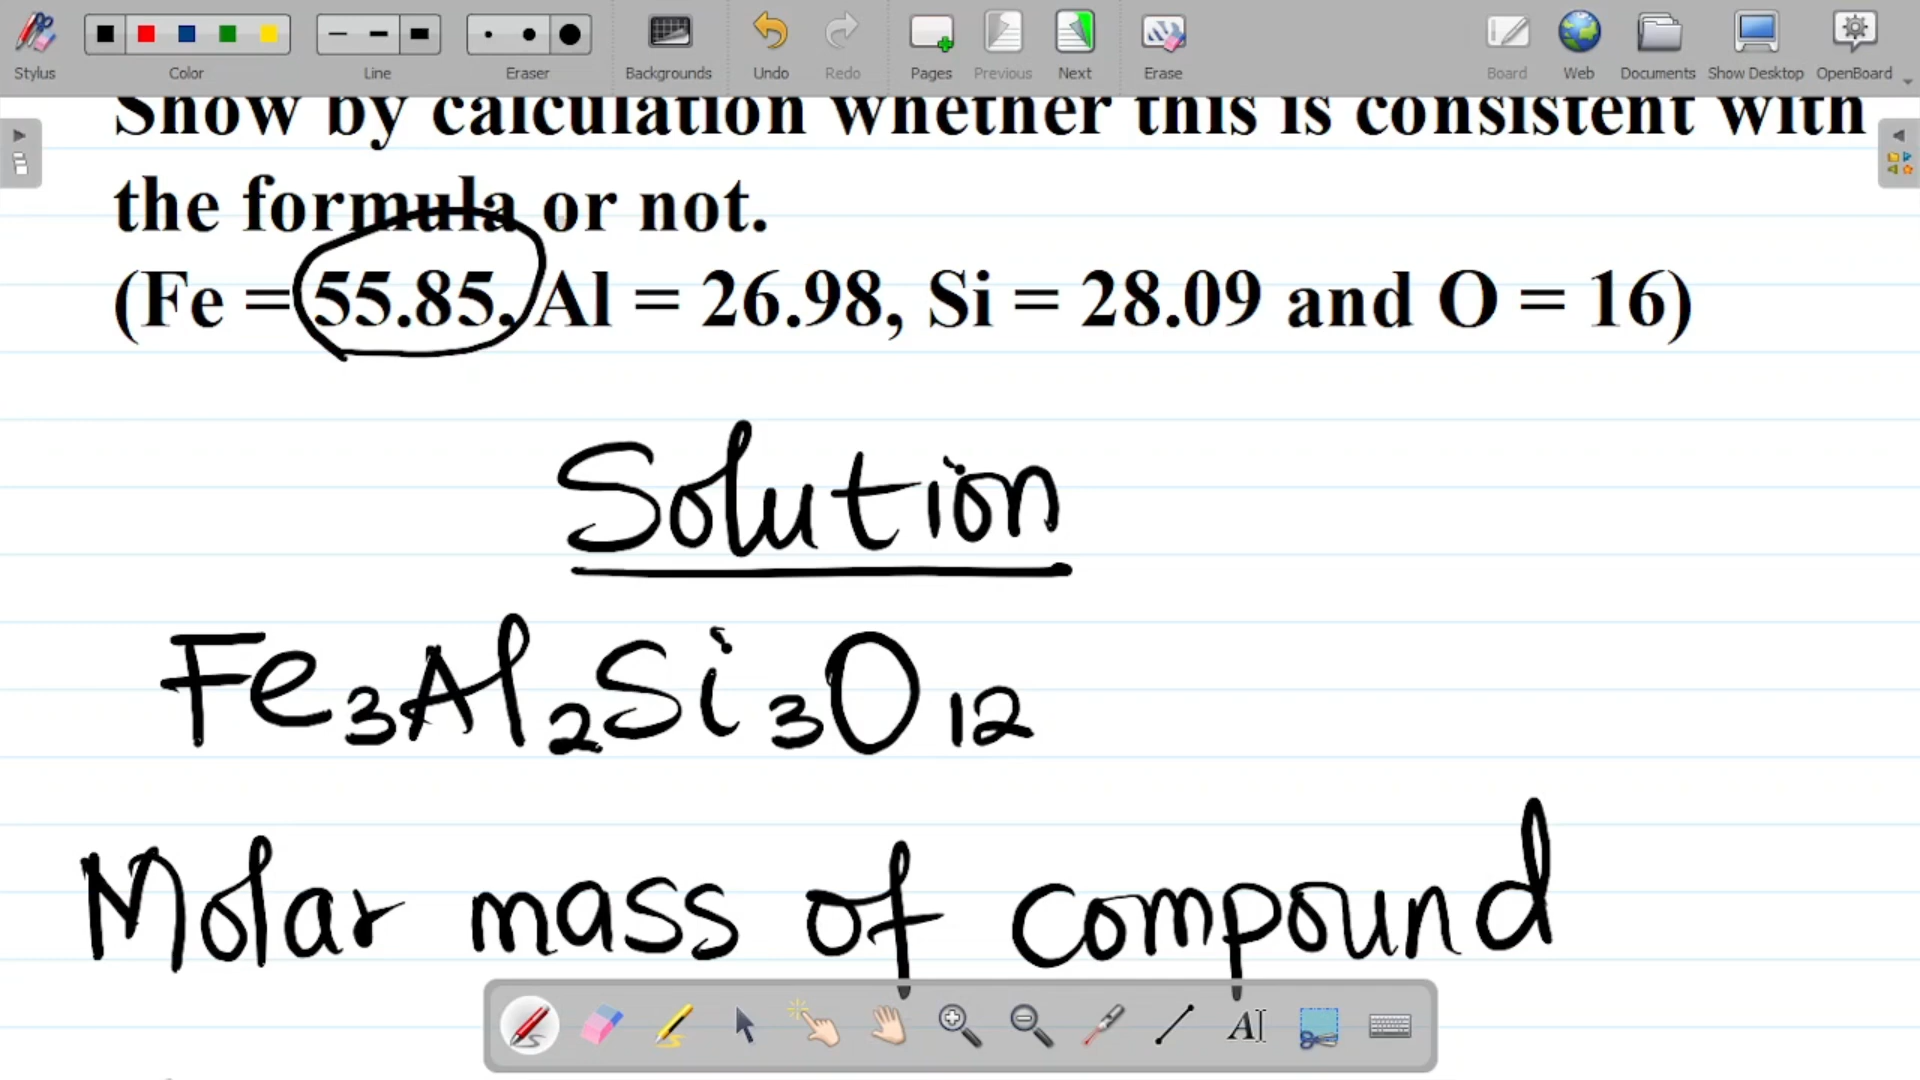 Stylus Color Line Eraser Backgrounds Undo Redo Pages Previous Next Erase Board Web Documents Show Desktop OpenBoard
Show by calculation whether this is consistent with
the formula or not.
(Fe = 55.85, Al = 26.98, Si = 28.09 and O = 16)
Solution
Fe₃Al₂Si₃O₁₂
Molar mass of compound